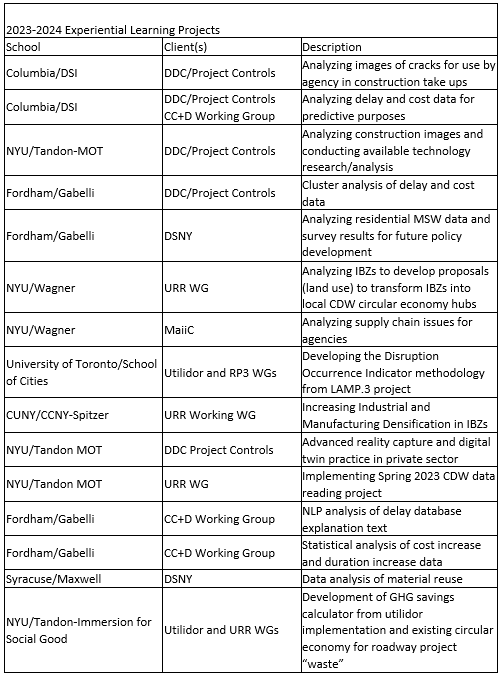 2023-2024 Experiential Learning Projects
School Client(s) Description
Columbia/DSI DDC/Project Controls Analyzing images of cracks for use by
agency in construction take ups
Columbia/DSI DDC/Project Controls
CC+D Working Group Analyzing delay and cost data for
predictive purposes
NYU/Tandon-MOT DDC/Project Controls Analyzing construction images and
conducting available technology
research/analysis
Fordham/Gabelli DDC/Project Controls Cluster analysis of delay and cost
data
Fordham/Gabelli DSNY Analyzing residential MSW data and
survey results for future policy
development
NYU/Wagner URR WG Analyzing IBZs to develop proposals
(land use) to transform IBZs into
local CDW circular economy hubs
NYU/Wagner MaiiC Analyzing supply chain issues for
agencies
University of Toronto/School
of Cities Utilidor and RP3 WGs Developing the Disruption
Occurrence Indicator methodology
from LAMP.3 project
CUNY/CCNY-Spitzer URR Working WG Increasing Industrial and
Manufacturing Densification in IBZs
NYU/Tandon MOT DDC Project Controls Advanced reality capture and digital
twin practice in private sector
NYU/Tandon MOT URR WG Implementing Spring 2023 CDW data
reading project
Fordham/Gabelli CC+D Working Group NLP analysis of delay database
explanation text
Fordham/Gabelli CC+D Working Group Statistical analysis of cost increase
and duration increase data
Syracuse/Maxwell DSNY Data analysis of material reuse
NYU/Tandon-Immersion for
Social Good Utilidor and URR WGs Development of GHG savings
calculator from utilidor
implementation and existing circular
economy for roadway project
“waste”